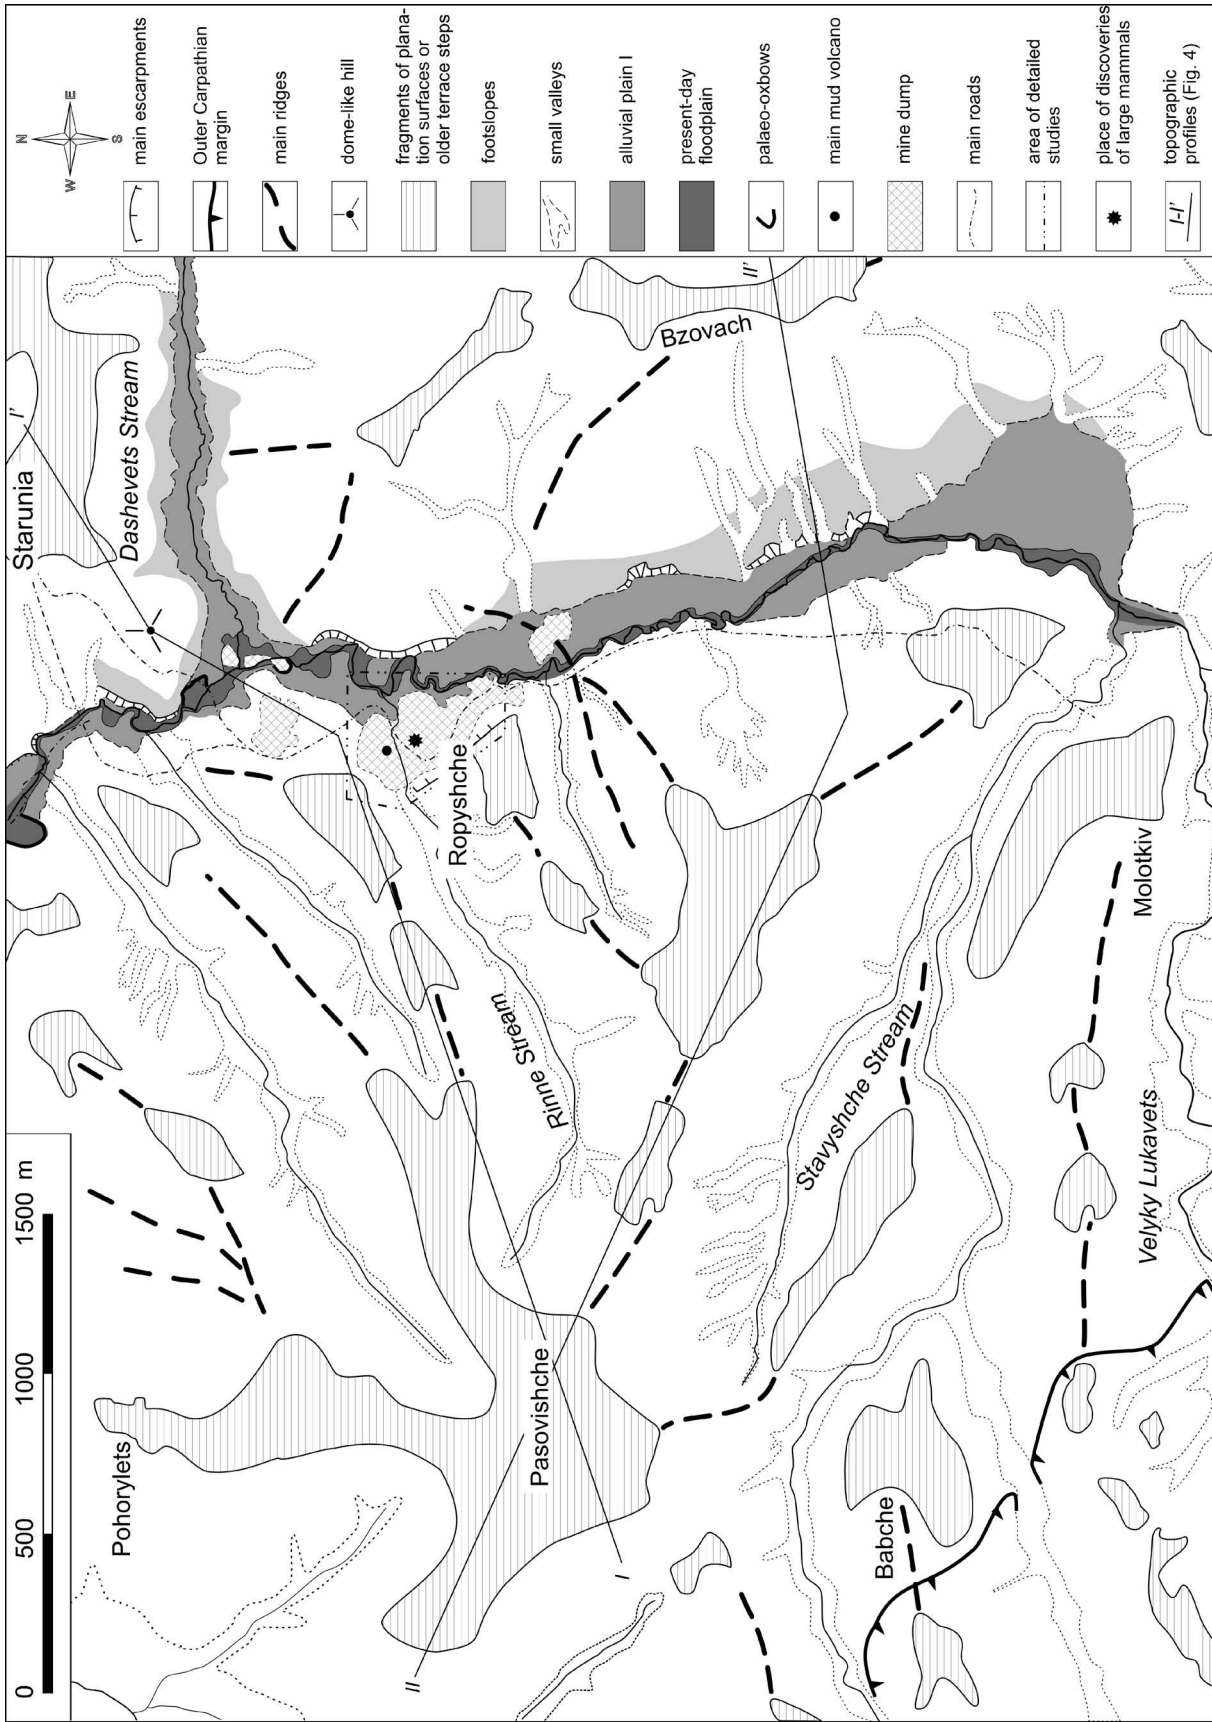 0 500 1000 1500 m
Pohorylets
Starunia
I'
Dashevets Stream
Pasovishche
Rinne Stream
Ropyshche
II
I
Bzovach
II'
Babche
Stavyshche Stream
Molotkiv
Velyky Lukavets
N
W
E
S
main escarpments
Outer Carpathian
margin
main ridges
dome-like hill
fragments of plana-
tion surfaces or
older terrace steps
footslopes
small valleys
alluvial plain I
present-day
floodplain
palaeo-oxbows
main mud volcano
mine dump
main roads
area of detailed
studies
place of discoveries
of large mammals
I-I'
topographic
profiles (Fig. 4)